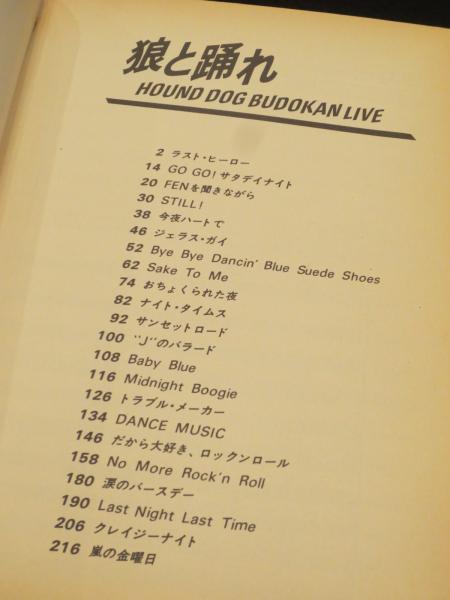 狼と踊れ
HOUND DOG BUDOKAN LIVE
2 ラスト・ヒーロー
14 GO GO! サタデイナイト
20 FENを聞きながら
30 STILL!
38 今夜ハートで
46 ジェラス・ガイ
52 Bye Bye Dancin' Blue Suede Shoes
62 Sake To Me
74 おちょくられた夜
82 ナイト・タイムス
92 サンセットロード
100 "J"のバラード
108 Baby Blue
116 Midnight Boogie
126 トラブル・メーカー
134 DANCE MUSIC
146 だから大好き、ロックンロール
158 No More Rock'n Roll
180 涙のバースデー
190 Last Night Last Time
206 クレイジーナイト
216 嵐の金曜日